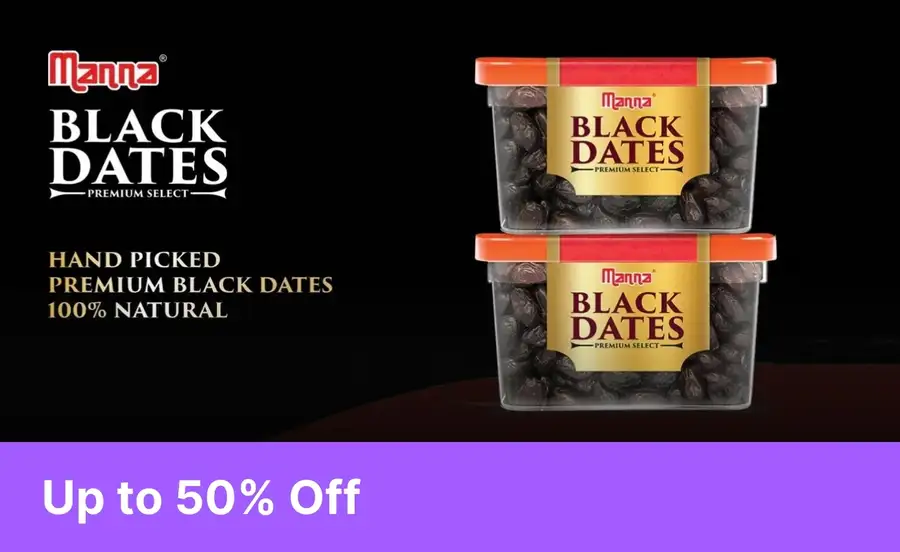 Manna®
BLACK
DATES
PREMIUM SELECT
HAND PICKED
PREMIUM BLACK DATES
100% NATURAL
Manna®
BLACK
DATES
PREMIUM SELECT
Manna®
BLACK
DATES
PREMIUM SELECT
Up to 50% Off